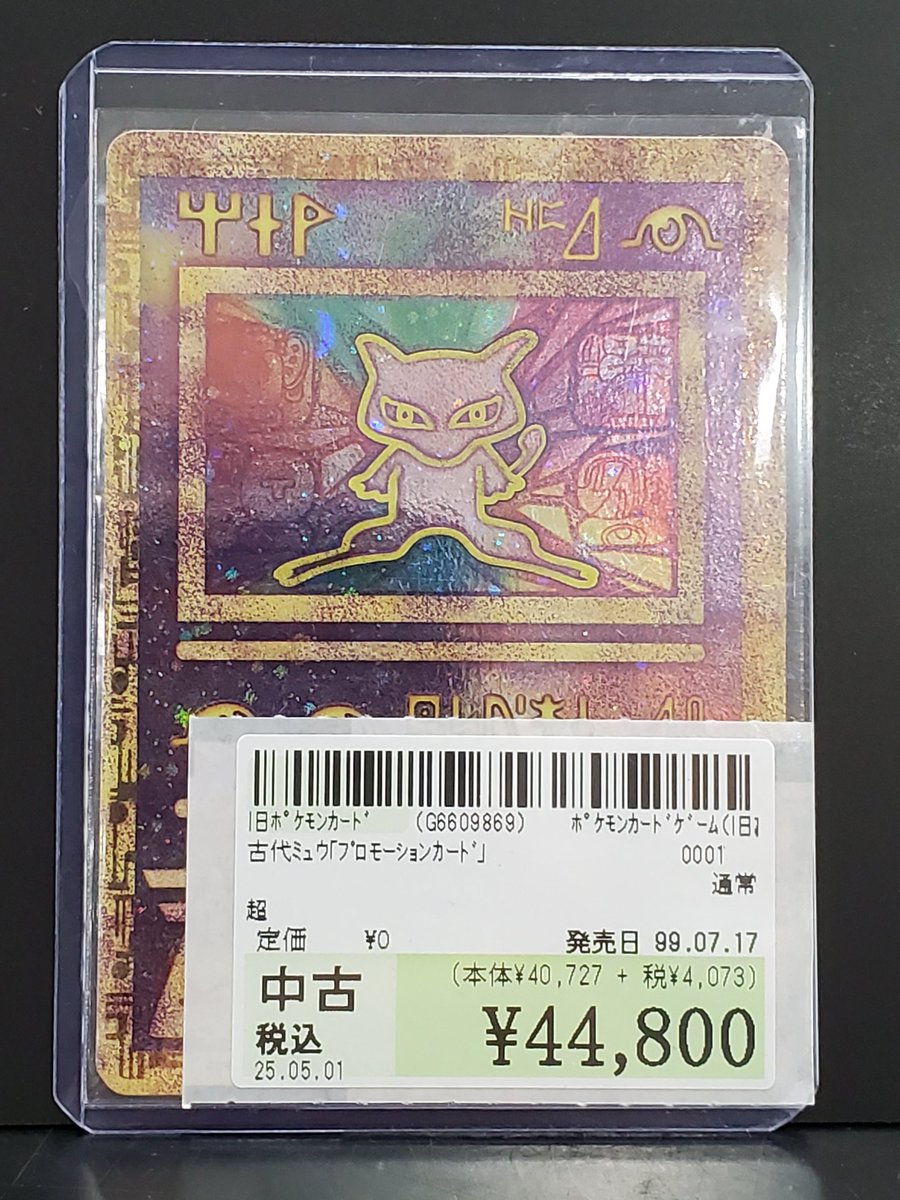 旧ポケモンカード (G6609869) ポケモンカードゲーム(旧
古代ミュウ｢プロモーションカード｣ 0001
通常
超
定価 ¥0 発売日 99.07.17
中古 (本体¥40,727 + 税¥4,073)
税込 ¥44,800
25.05.01